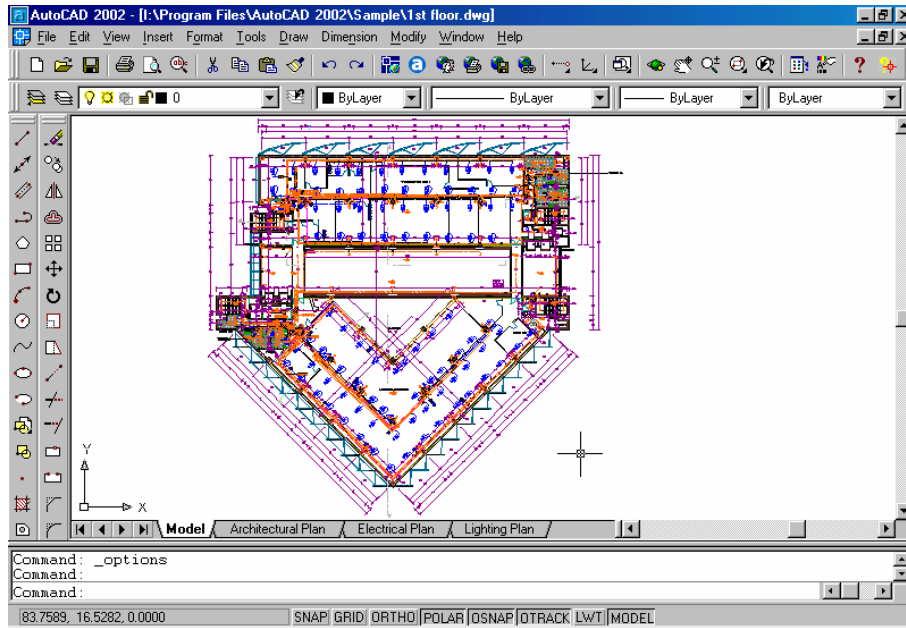 AutoCAD 2002 - [I:\Program Files\AutoCAD 2002\Sample\1st floor.dwg]
File Edit View Insert Format Tools Draw Dimension Modify Window Help
0 ByLayer ByLayer ByLayer ByLayer
Y
X
Model Architectural Plan Electrical Plan Lighting Plan
Command: _options
Command:
Command:
83.7589, 16.5282, 0.0000 SNAP GRID ORTHO POLAR OSNAP OTRACK LWT MODEL